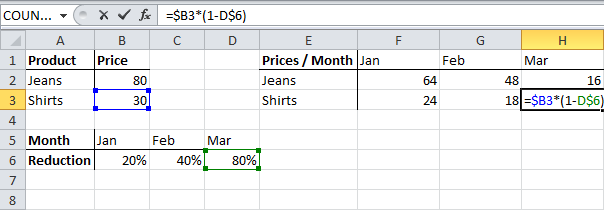 COUN... =$B3*(1-D$6)
A B C D E F G H
1 Product Price Prices / Month Jan Feb Mar
2 Jeans 80 Jeans 64 48 16
3 Shirts 30 Shirts 24 18 =$B3*(1-D$6)
4
5 Month Jan Feb Mar
6 Reduction 20% 40% 80%
7
8